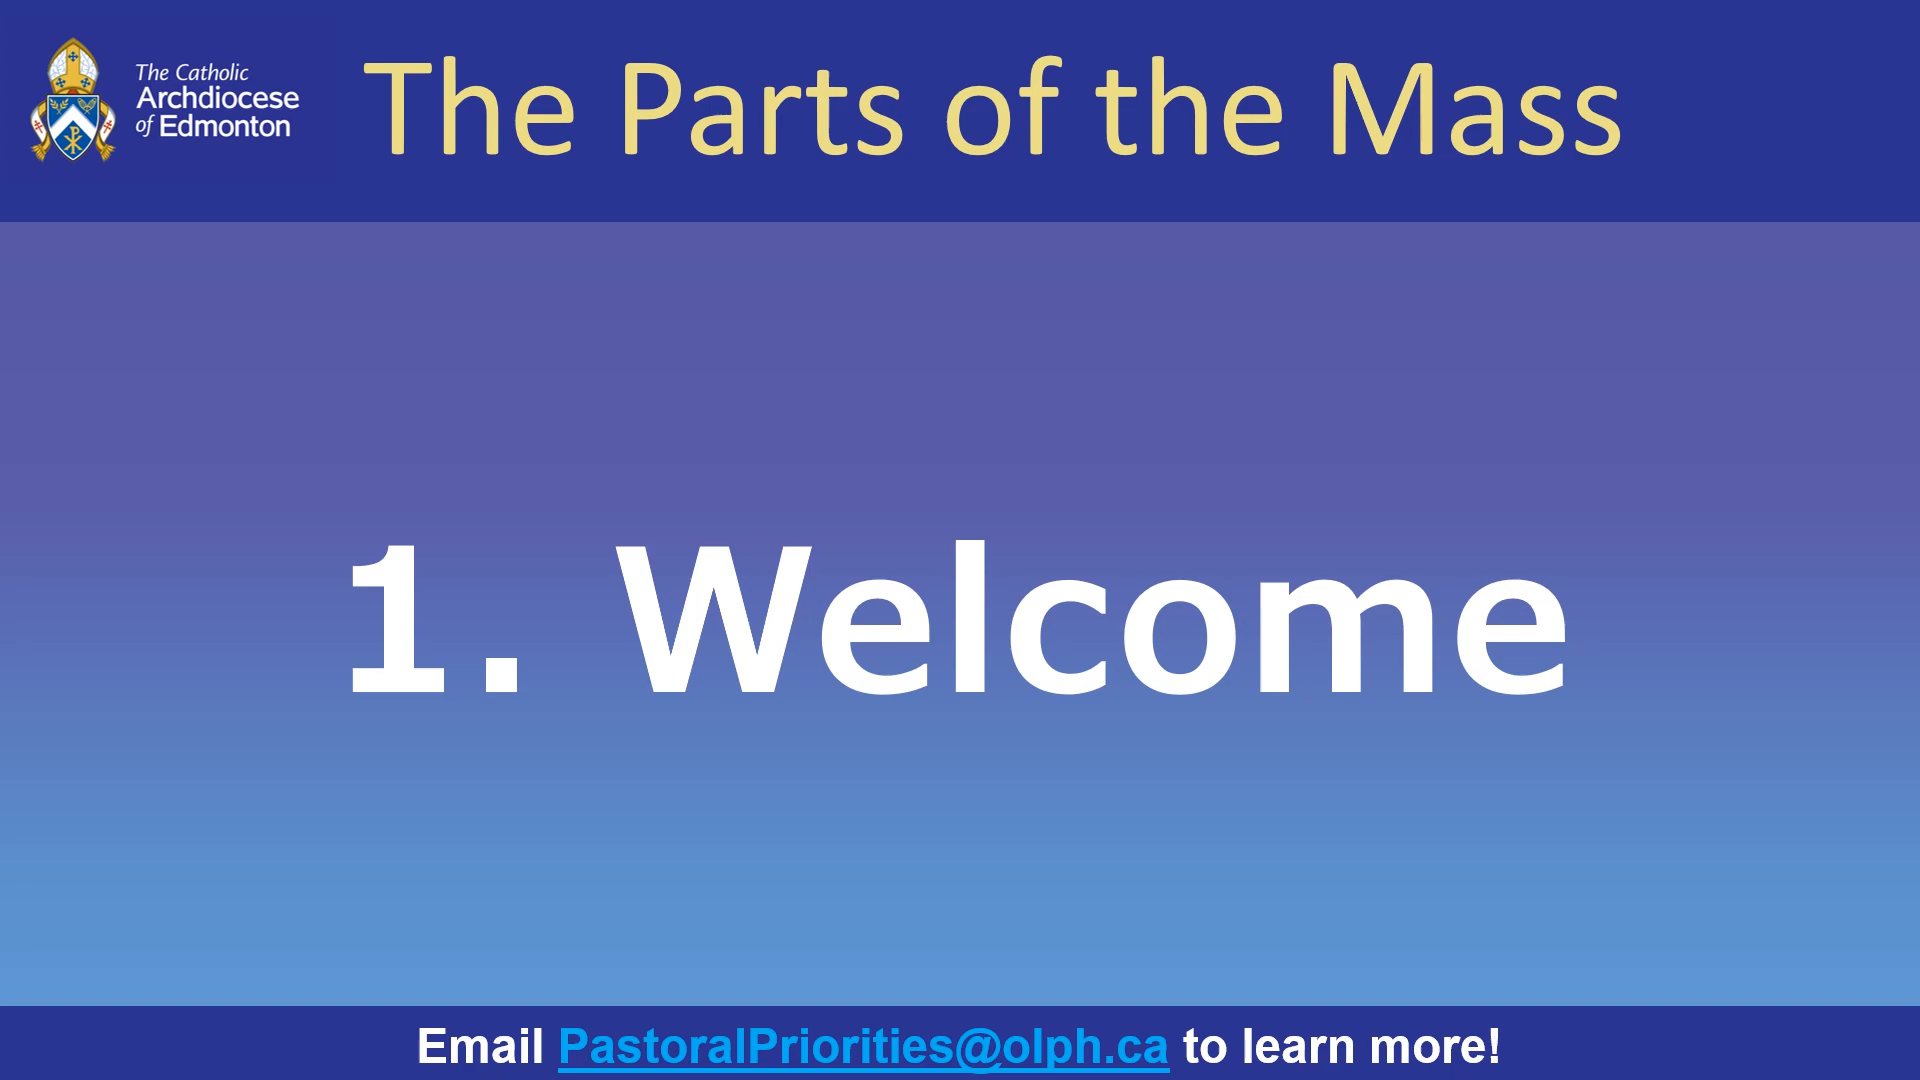 The Catholic
Archdiocese
of Edmonton
The Parts of the Mass
1. Welcome
Email PastoralPriorities@olph.ca to learn more!